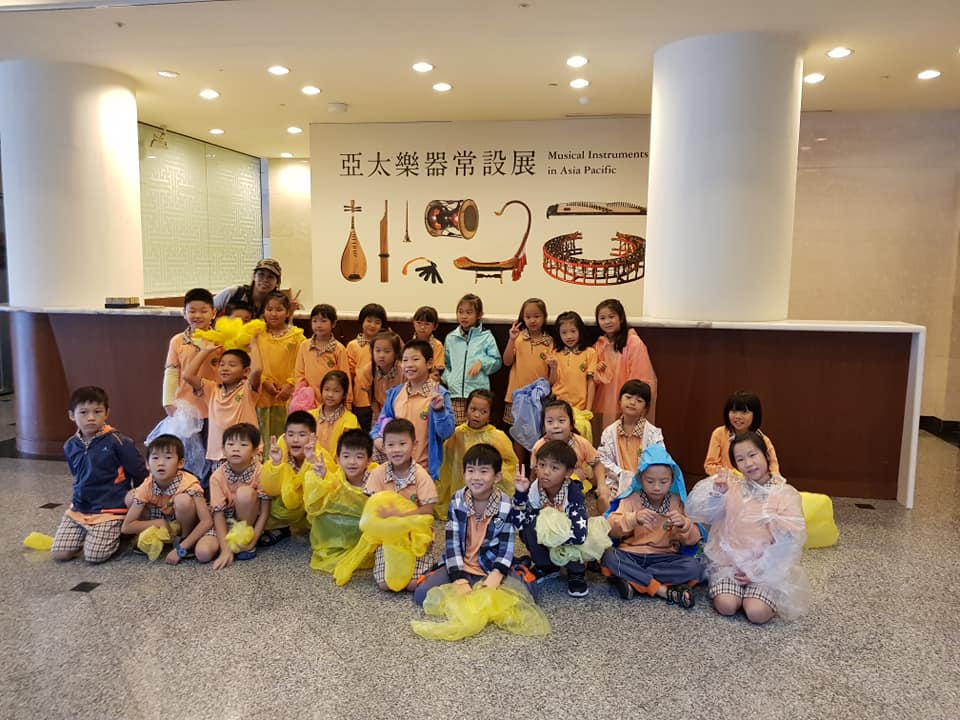 亞太樂器常設展
Musical Instruments
in Asia Pacific